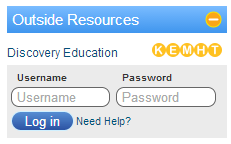 Outside Resources
Discovery Education K E M H T
Username Password
Username Password
Log in Need Help?